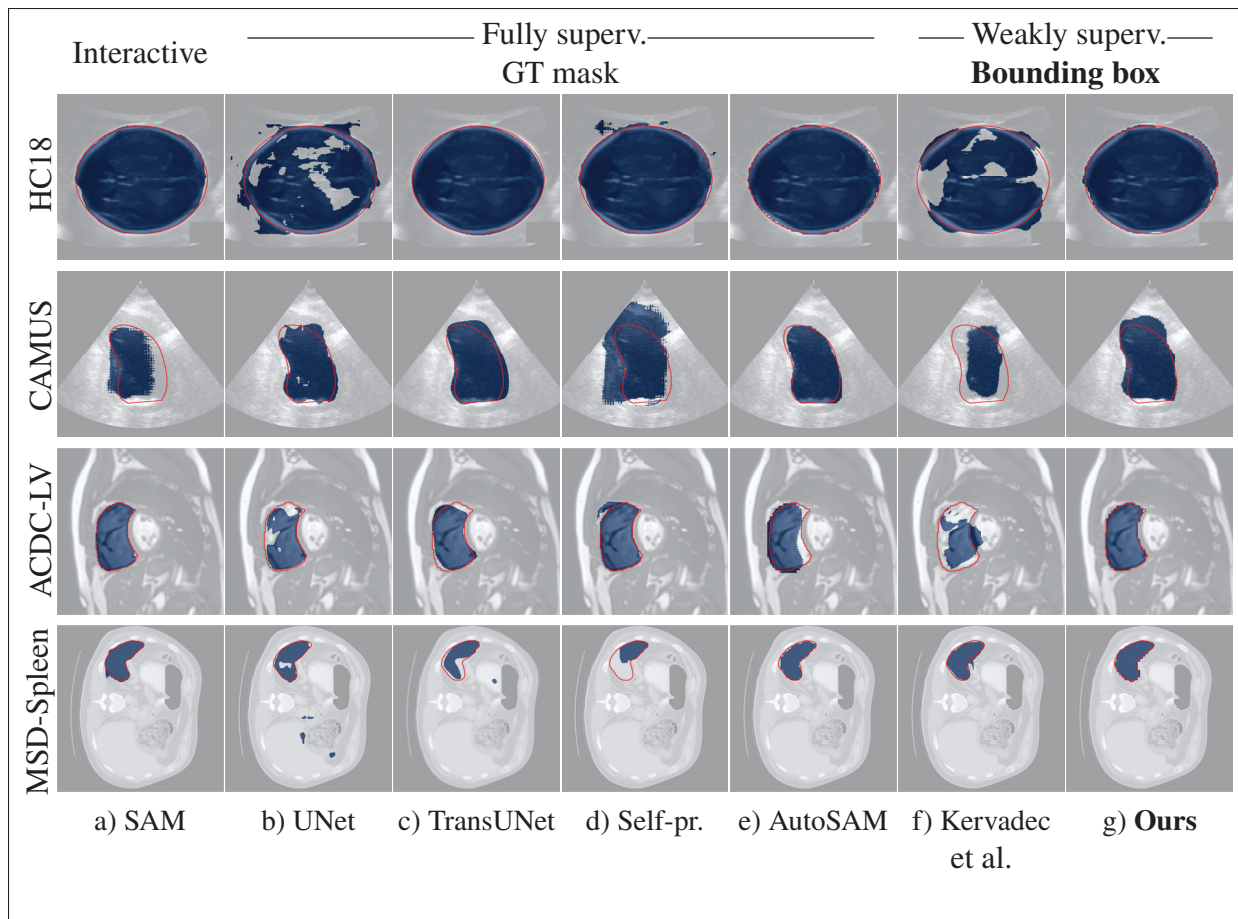 Interactive
Fully superv.
GT mask
Weakly superv.
Bounding box
HC18
CAMUS
ACDC-LV
MSD-Spleen
a) SAM
b) UNet
c) TransUNet
d) Self-pr.
e) AutoSAM
f) Kervadec
et al.
g) Ours